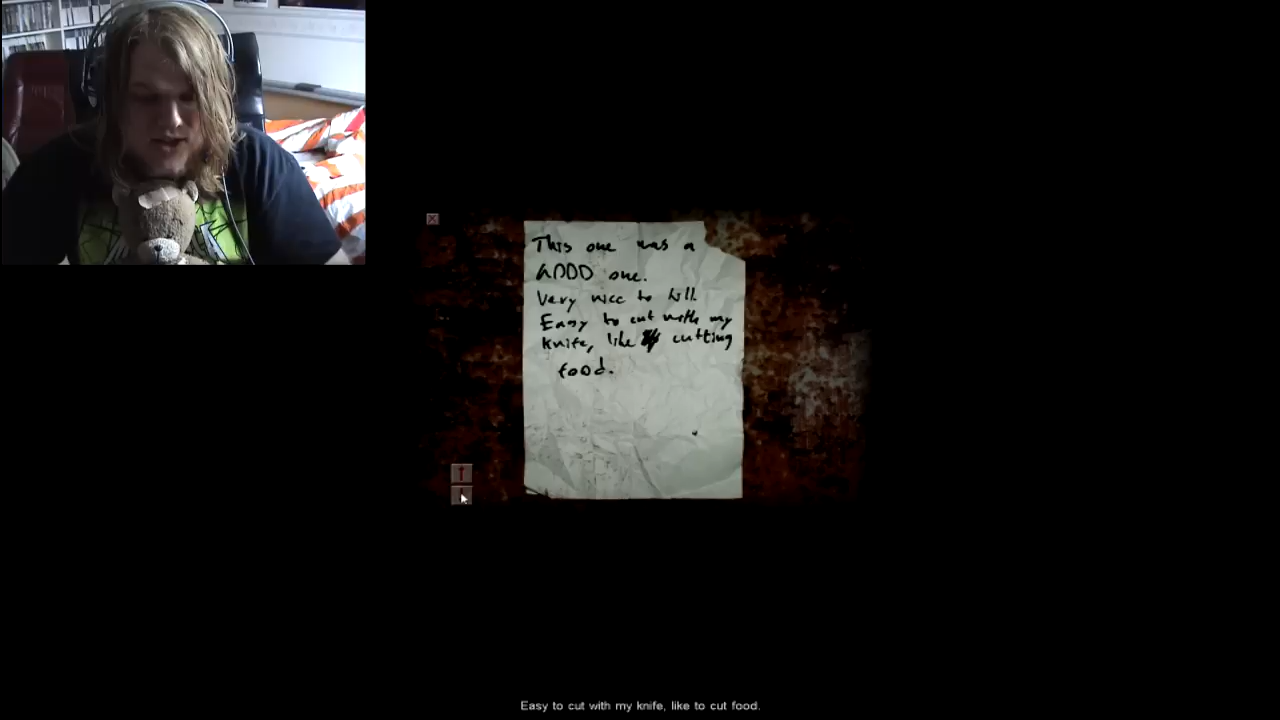 This one was a
GOOD one.
Very nice to kill
Easy to cut with my
knife, like cutting
food.
Easy to cut with my knife, like to cut food.